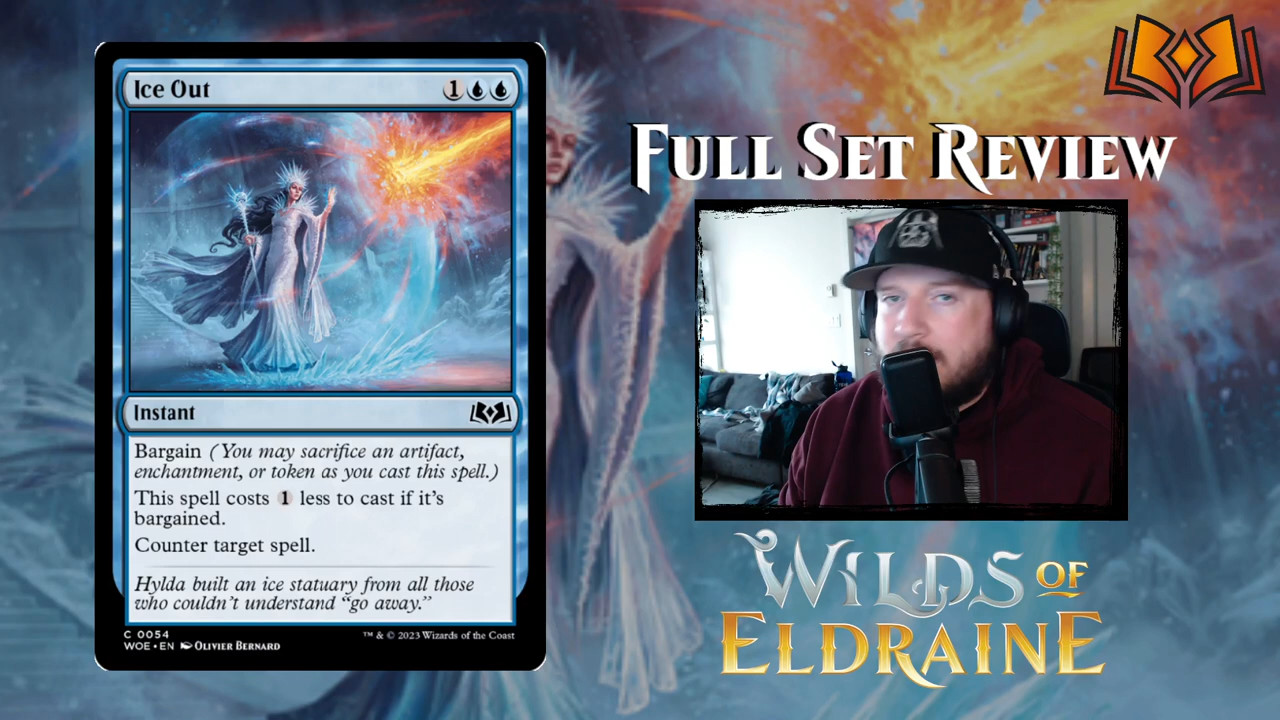 Ice Out
1
Instant
Bargain (You may sacrifice an artifact,
enchantment, or token as you cast this spell.)
This spell costs 1 less to cast if it's
bargained.
Counter target spell.
Hylda built an ice statuary from all those
who couldn't understand “go away.”
C 0054
WOE • EN OLIVIER BERNARD
™ & © 2023 Wizards of the Coast
FULL SET REVIEW
WILDS OF
ELDRAINE